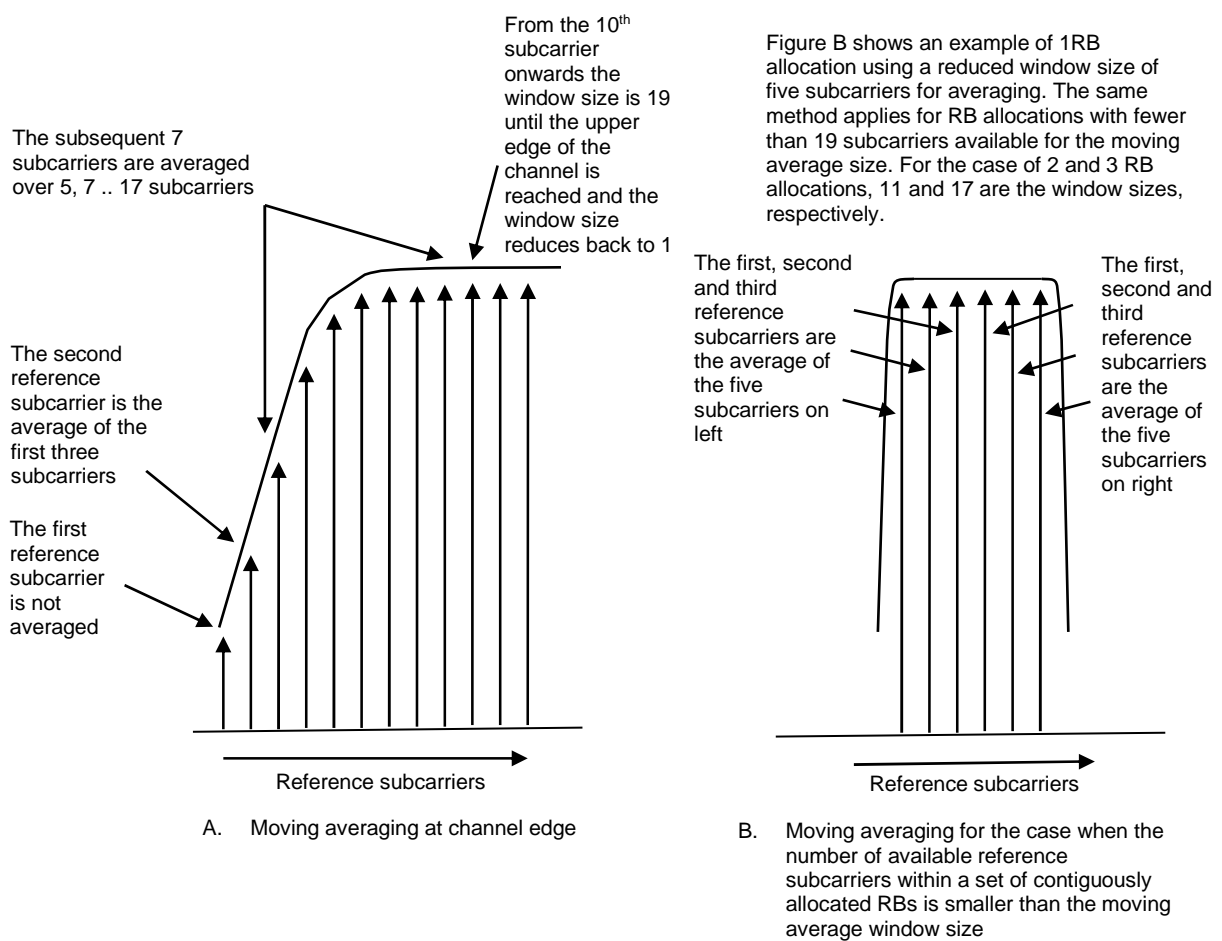 From the 10th
subcarrier
onwards the
window size is 19
until the upper
edge of the
channel is
reached and the
window size
reduces back to 1
The subsequent 7
subcarriers are averaged
over 5, 7 .. 17 subcarriers
The second
reference
subcarrier is the
average of the
first three
subcarriers
The first
reference
subcarrier
is not
averaged
Reference subcarriers
A. Moving averaging at channel edge
Figure B shows an example of 1RB
allocation using a reduced window size of
five subcarriers for averaging. The same
method applies for RB allocations with fewer
than 19 subcarriers available for the moving
average size. For the case of 2 and 3 RB
allocations, 11 and 17 are the window sizes,
respectively.
The first, second
and third
reference
subcarriers are
the average of
the five
subcarriers on
left
The first,
second and
third
reference
subcarriers
are the
average of
the five
subcarriers
on right
Reference subcarriers
B. Moving averaging for the case when the
number of available reference
subcarriers within a set of contiguously
allocated RBs is smaller than the moving
average window size